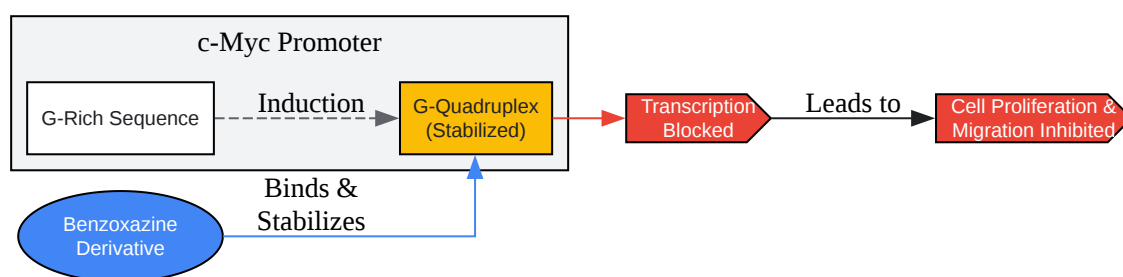 c-Myc Promoter
G-Rich Sequence
Induction
G-Quadruplex
(Stabilized)
Transcription
Blocked
Leads to
Cell Proliferation &
Migration Inhibited
Binds &
Stabilizes
Benzoxazine
Derivative